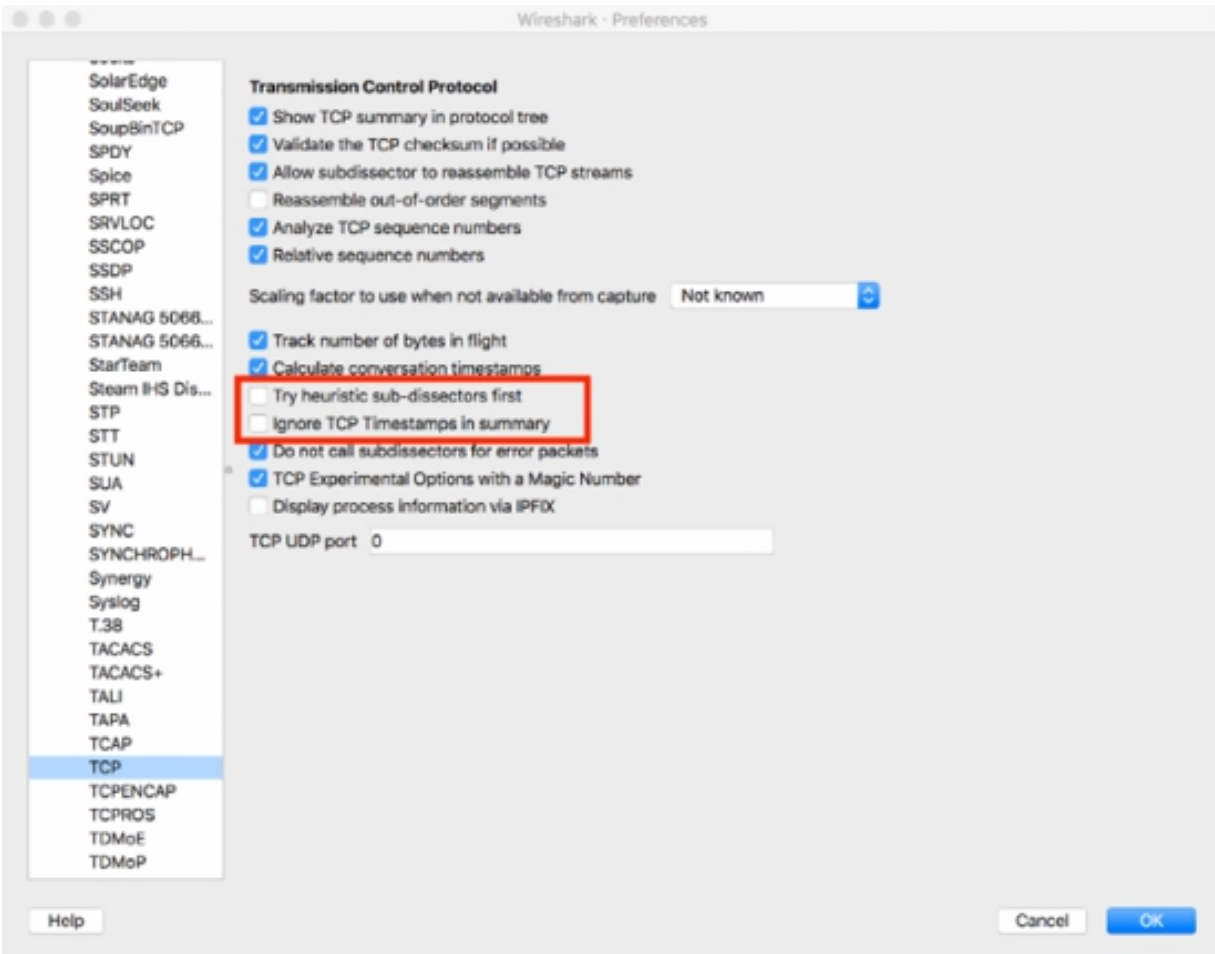 Wireshark · Preferences
SolarEdge
SoulSeek
SoupBinTCP
SPDY
Spice
SPRT
SRVLOC
SSCOP
SSDP
SSH
STANAG 5066...
STANAG 5066...
StarTeam
Steam IHS Dis...
STP
STT
STUN
SUA
SV
SYNC
SYNCHROPH...
Synergy
Syslog
T.38
TACACS
TACACS+
TALI
TAPA
TCAP
TCP
TCPENCAP
TCPROS
TDMoE
TDMoP
Transmission Control Protocol
Show TCP summary in protocol tree
Validate the TCP checksum if possible
Allow subdissector to reassemble TCP streams
Reassemble out-of-order segments
Analyze TCP sequence numbers
Relative sequence numbers
Scaling factor to use when not available from capture Not known
Track number of bytes in flight
Calculate conversation timestamps
Try heuristic sub-dissectors first
Ignore TCP Timestamps in summary
Do not call subdissectors for error packets
TCP Experimental Options with a Magic Number
Display process information via IPFIX
TCP UDP port 0
Help
Cancel
OK